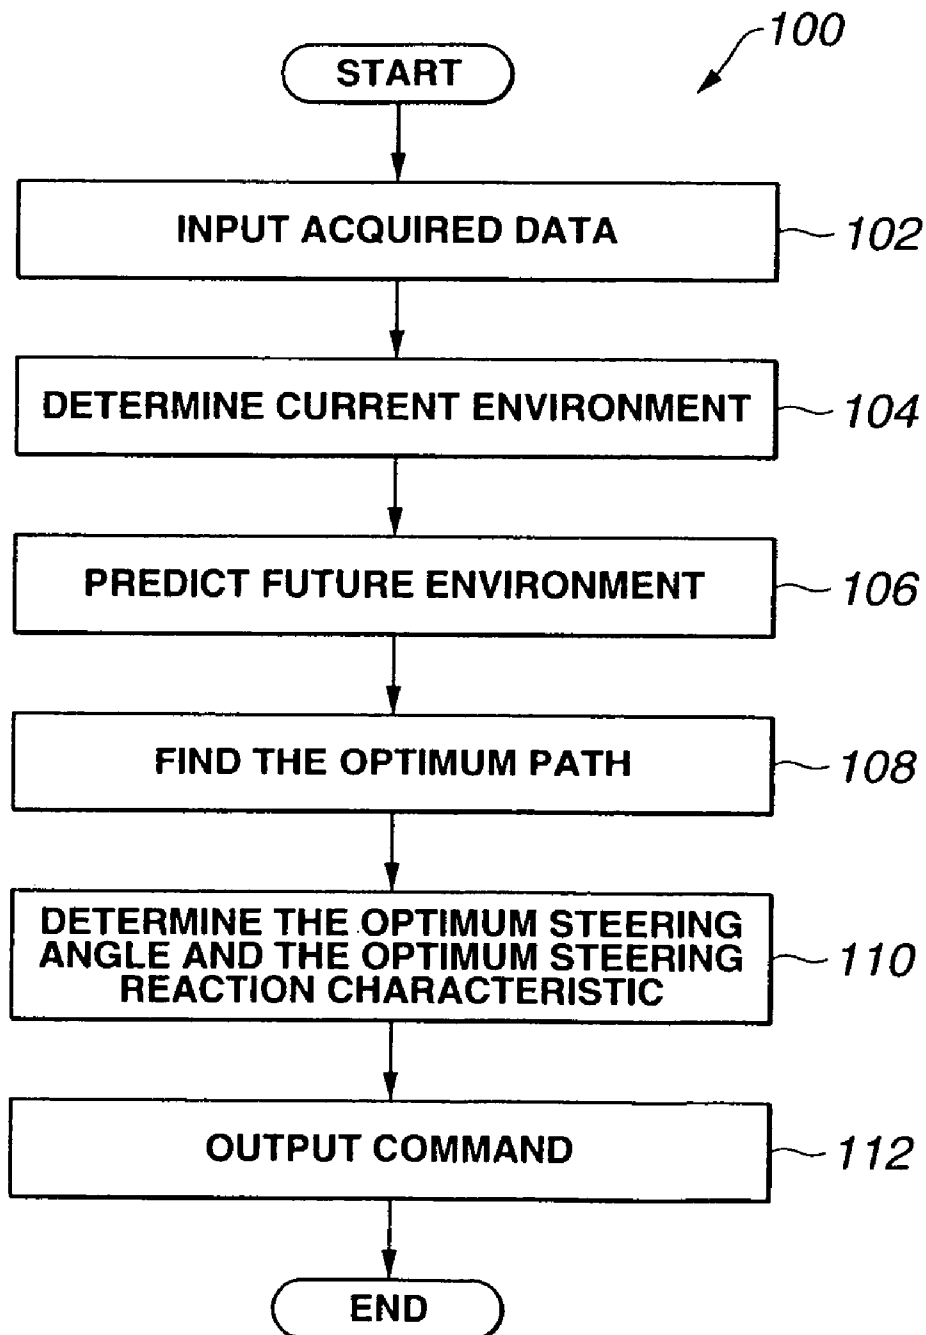 100
START
INPUT ACQUIRED DATA
102
DETERMINE CURRENT ENVIRONMENT
104
PREDICT FUTURE ENVIRONMENT
106
FIND THE OPTIMUM PATH
108
DETERMINE THE OPTIMUM STEERING
ANGLE AND THE OPTIMUM STEERING
REACTION CHARACTERISTIC
110
OUTPUT COMMAND
112
END